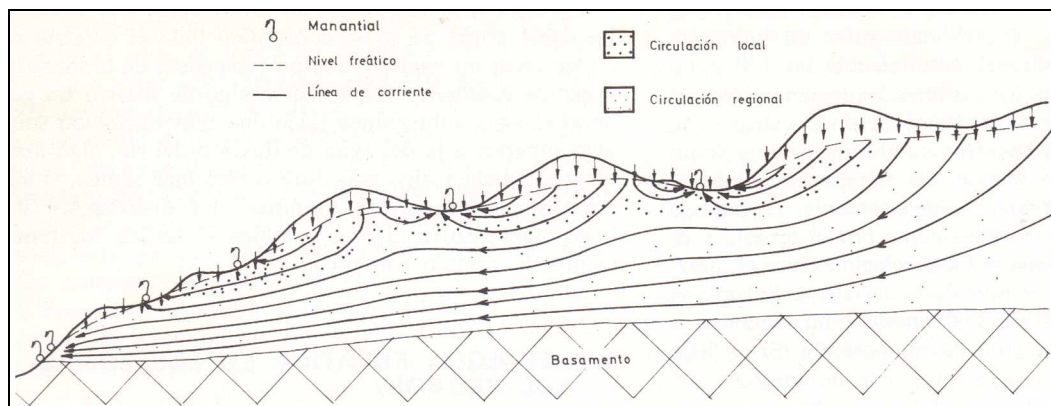 Manantial
Nivel freático
Línea de corriente
Circulación local
Circulación regional
Basamento